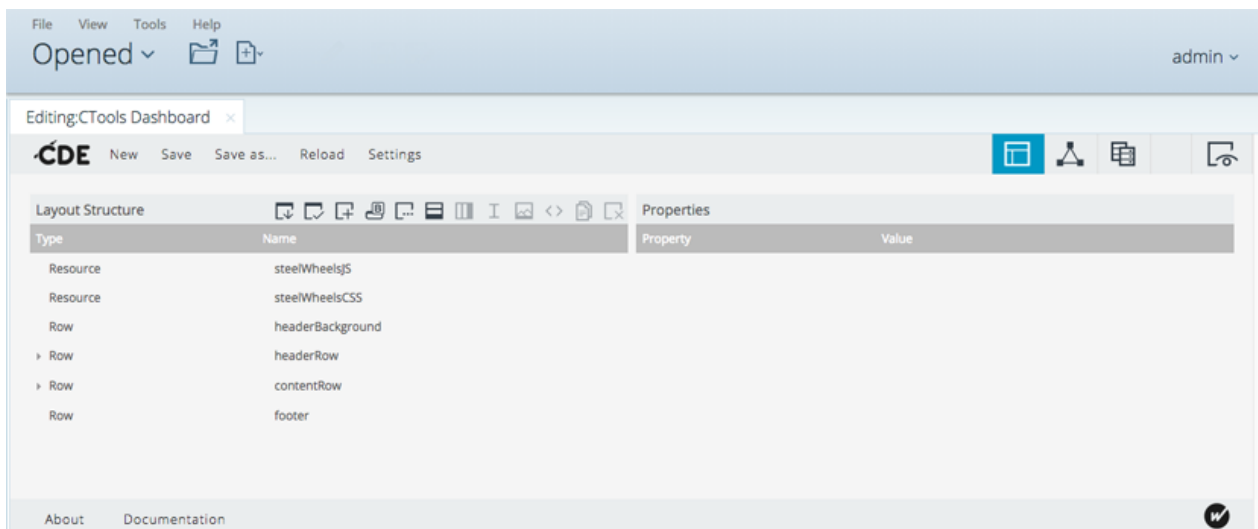 File View Tools Help
Opened
admin
Editing:CTools Dashboard ×
CDE New Save Save as... Reload Settings
Layout Structure
Properties
Type Name
Property Value
Resource steelWheelsJS
Resource steelWheelsCSS
Row headerBackground
Row headerRow
Row contentRow
Row footer
About Documentation